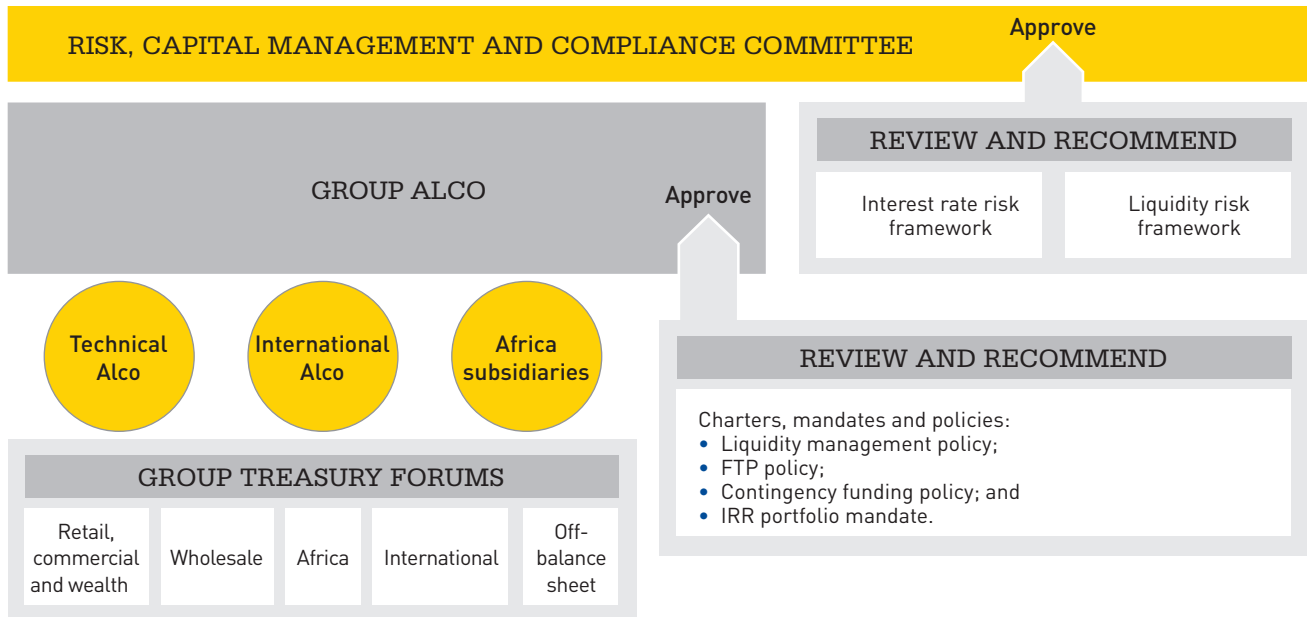 RISK, CAPITAL MANAGEMENT AND COMPLIANCE COMMITTEE
Approve
GROUP ALCO
Approve
REVIEW AND RECOMMEND
Interest rate risk
framework
Liquidity risk
framework
Technical
Alco
International
Alco
Africa
subsidiaries
REVIEW AND RECOMMEND
Charters, mandates and policies:
• Liquidity management policy;
• FTP policy;
• Contingency funding policy; and
• IRR portfolio mandate.
GROUP TREASURY FORUMS
Retail,
commercial
and wealth
Wholesale
Africa
International
Off-
balance
sheet